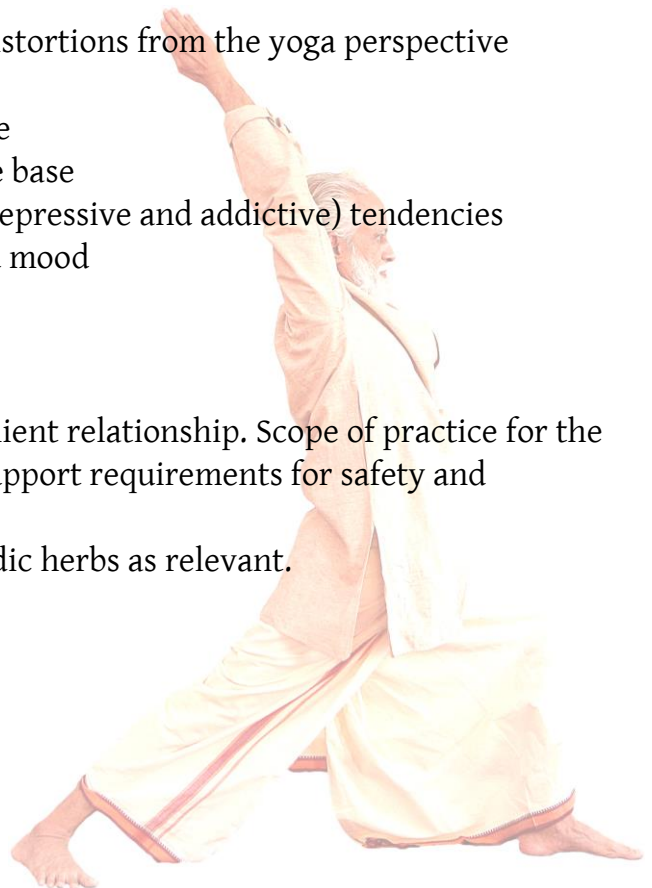 stortions from the yoga perspective
e
e base
epressive and addictive) tendencies
mood
ient relationship. Scope of practice for the
pport requirements for safety and
dic herbs as relevant.